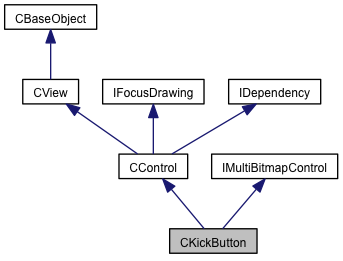 CBaseObject
CView
IFocusDrawing
IDependency
CControl
IMultiBitmapControl
CKickButton